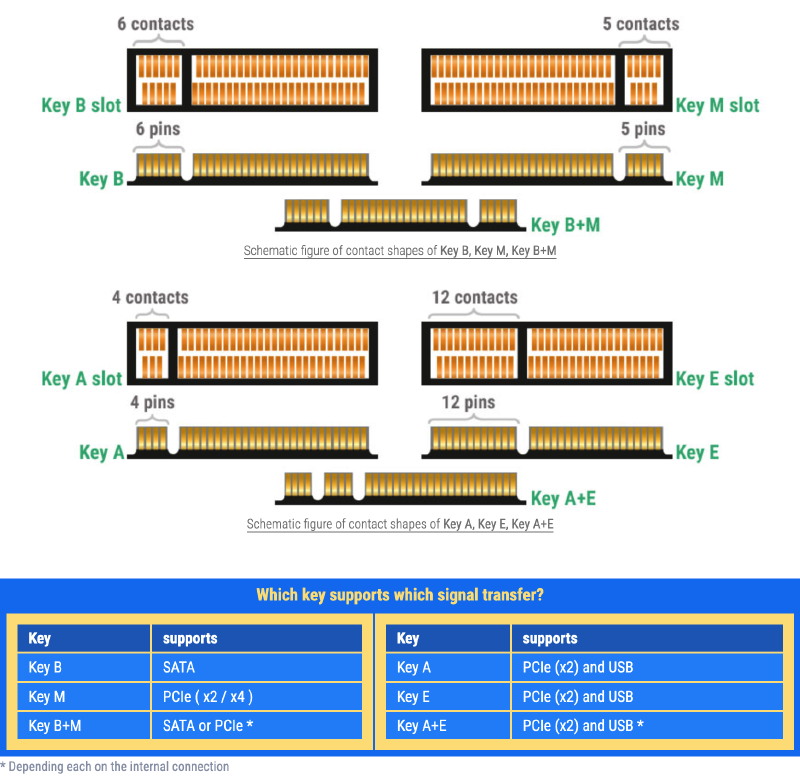 6 contacts
5 contacts
Key B slot
Key M slot
6 pins
5 pins
Key B
Key M
Key B+M
Schematic figure of contact shapes of Key B, Key M, Key B+M
4 contacts
12 contacts
Key A slot
Key E slot
4 pins
12 pins
Key A
Key E
Key A+E
Schematic figure of contact shapes of Key A, Key E, Key A+E
Which key supports which signal transfer?
Key supports
Key B SATA
Key M PCIe ( x2 / x4 )
Key B+M SATA or PCIe *
Key supports
Key A PCIe (x2) and USB
Key E PCIe (x2) and USB
Key A+E PCIe (x2) and USB *
* Depending each on the internal connection